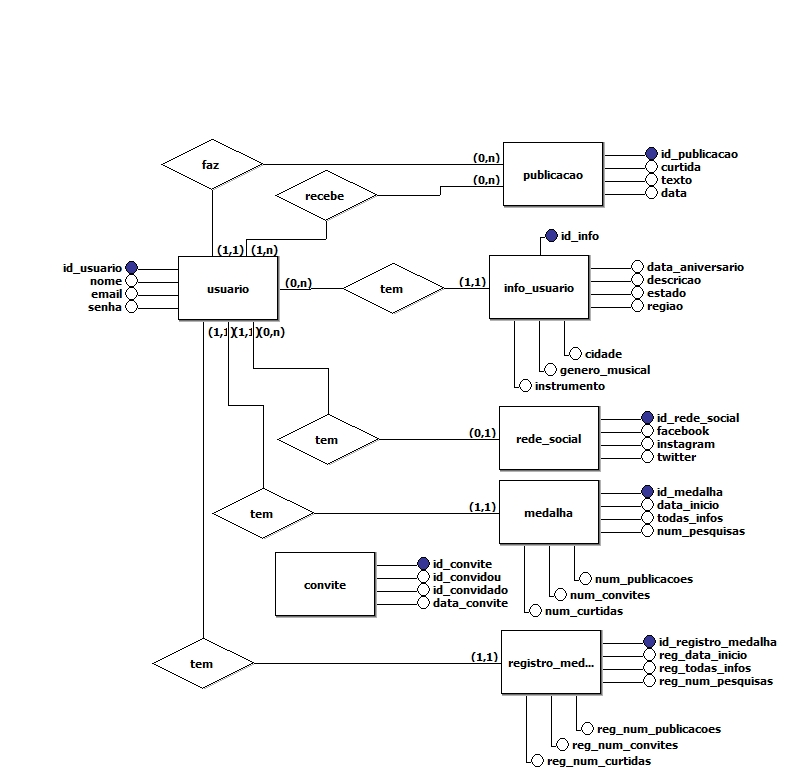 faz
(0,n)
publicacao
id_publicacao
curtida
texto
data
recebe
(0,n)
(1,1)
(1,n)
id_usuario
nome
email
senha
usuario
(0,n)
tem
(1,1)
info_usuario
id_info
data_aniversario
descricao
estado
regiao
cidade
genero_musical
instrumento
(1,1)
(1,1)
(0,n)
tem
(0,1)
rede_social
id_rede_social
facebook
instagram
twitter
tem
(1,1)
medalha
id_medalha
data_inicio
todas_infos
num_pesquisas
num_publicacoes
num_convites
num_curtidas
convite
id_convite
id_convidou
id_convidado
data_convite
tem
(1,1)
registro_med...
id_registro_medalha
reg_data_inicio
reg_todas_infos
reg_num_pesquisas
reg_num_publicacoes
reg_num_convites
reg_num_curtidas